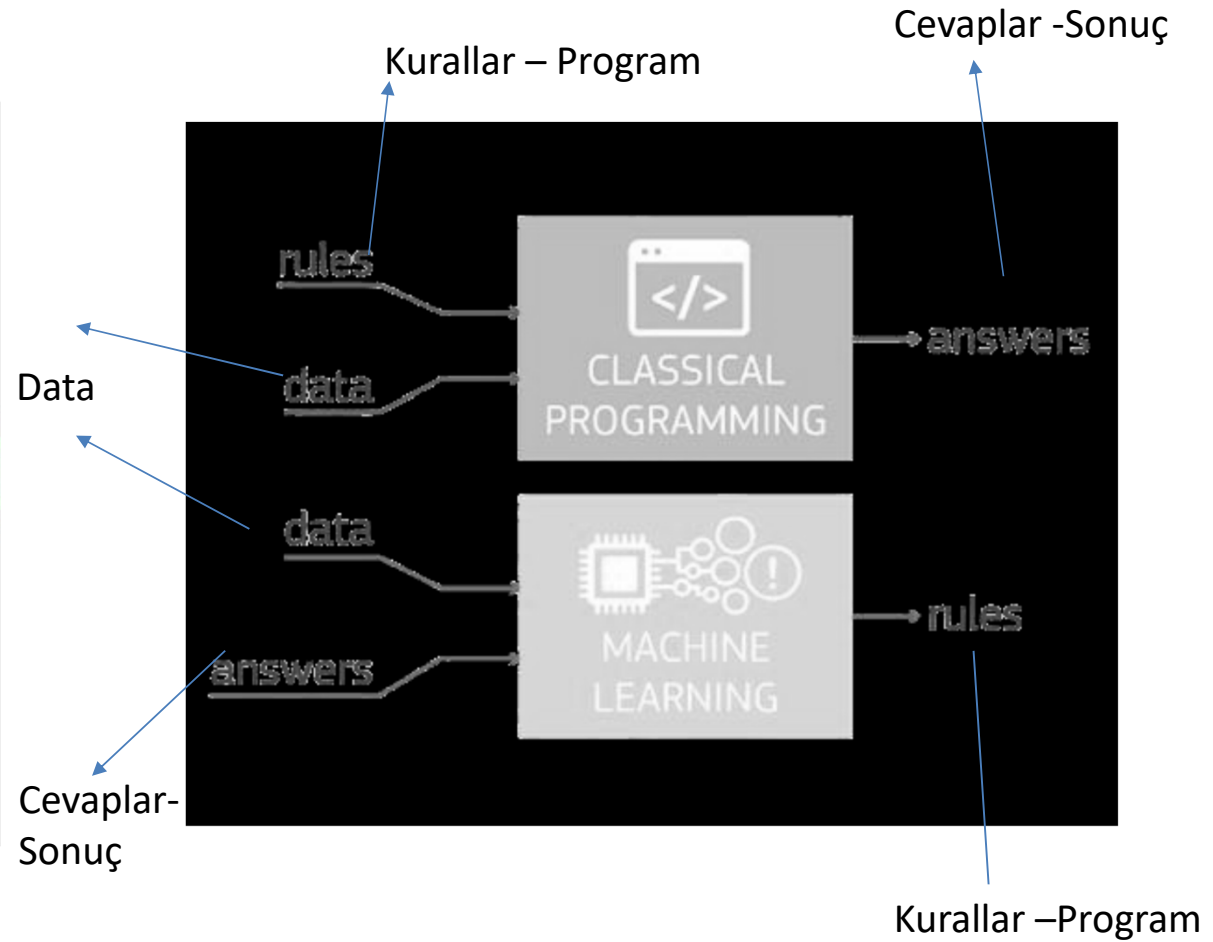 Cevaplar -Sonuç
Kurallar – Program
rules
</>
answers
CLASSICAL
PROGRAMMING
data
Data
data
MACHINE
LEARNING
rules
answers
Cevaplar-
Sonuç
Kurallar –Program